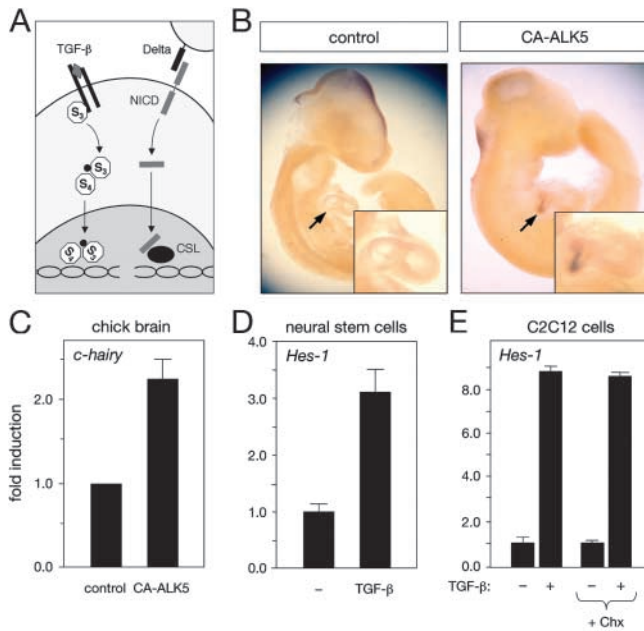 A
TGF-β
Delta
NICD
S3
S3
S4
S4 S3
CSL
B
control
CA-ALK5
C
chick brain
c-hairy
fold induction
2.0
1.0
0.0
control CA-ALK5
D
neural stem cells
Hes-1
4.0
3.0
2.0
1.0
0.0
– TGF-β
E
C2C12 cells
Hes-1
8.0
6.0
4.0
2.0
0.0
TGF-β: – + – +
+ Chx